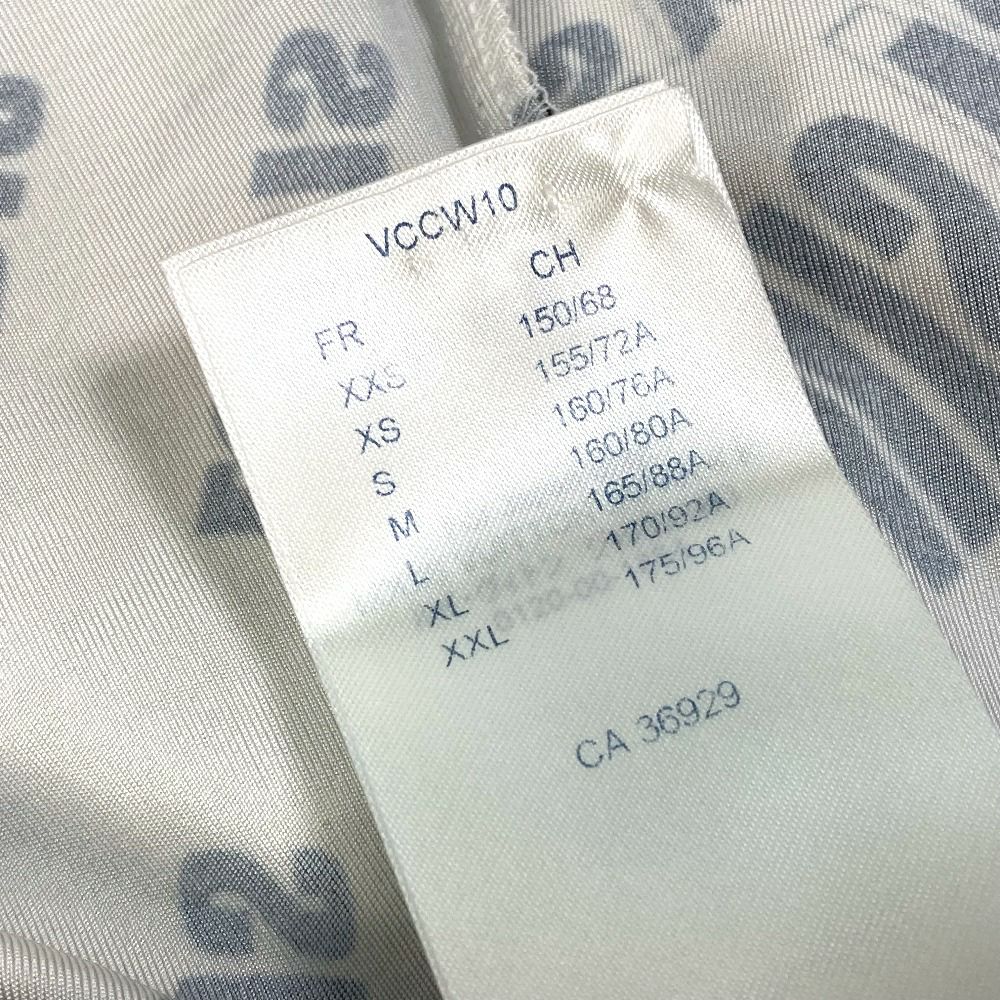 VCCW10
FR CH
XXS 150/68
XS 155/72A
S 160/76A
M 160/80A
L 165/88A
XL 170/92A
XXL 175/96A
CA 36929